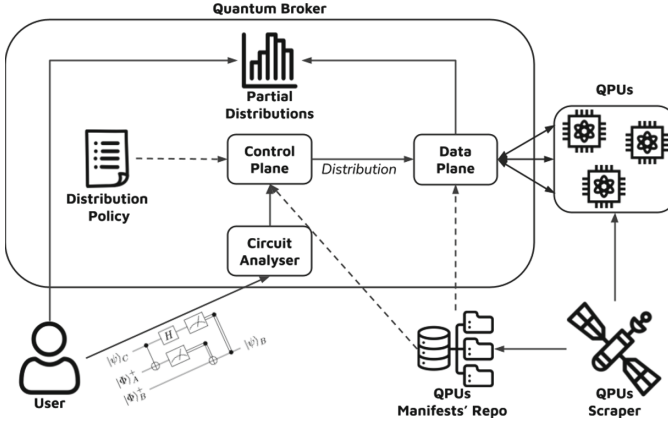 Quantum Broker
Partial
Distributions
QPUs
Distribution
Policy
Control
Plane
Distribution
Data
Plane
Circuit
Analyser
|ψ⟩_C
H
|ψ⟩_B
|Φ⟩⁺_A
|Φ⟩⁺_B
User
QPUs
Manifests' Repo
QPUs
Scraper